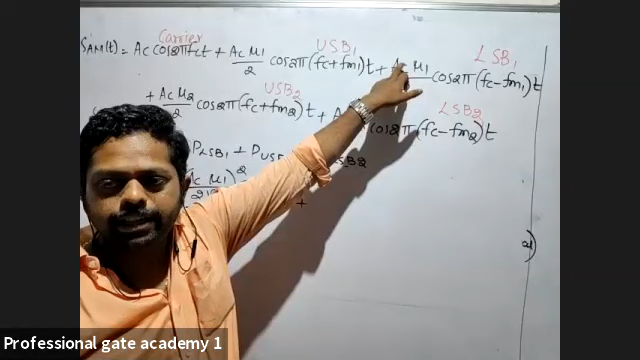 Carrier USB₁ LSB₁
SAM(t) = Ac cos2πfct + Acμ₁/2 cos2π(fc+fm₁)t + Acμ₁ cos2π(fc-fm₁)t
USB₂ LSB₂
+ Acμ₂/2 cos2π(fc+fm₂)t + A cos2π(fc-fm₂)t
PLSB₁ + PUSB SB2
μ₁)²
+
2)
Professional gate academy 1